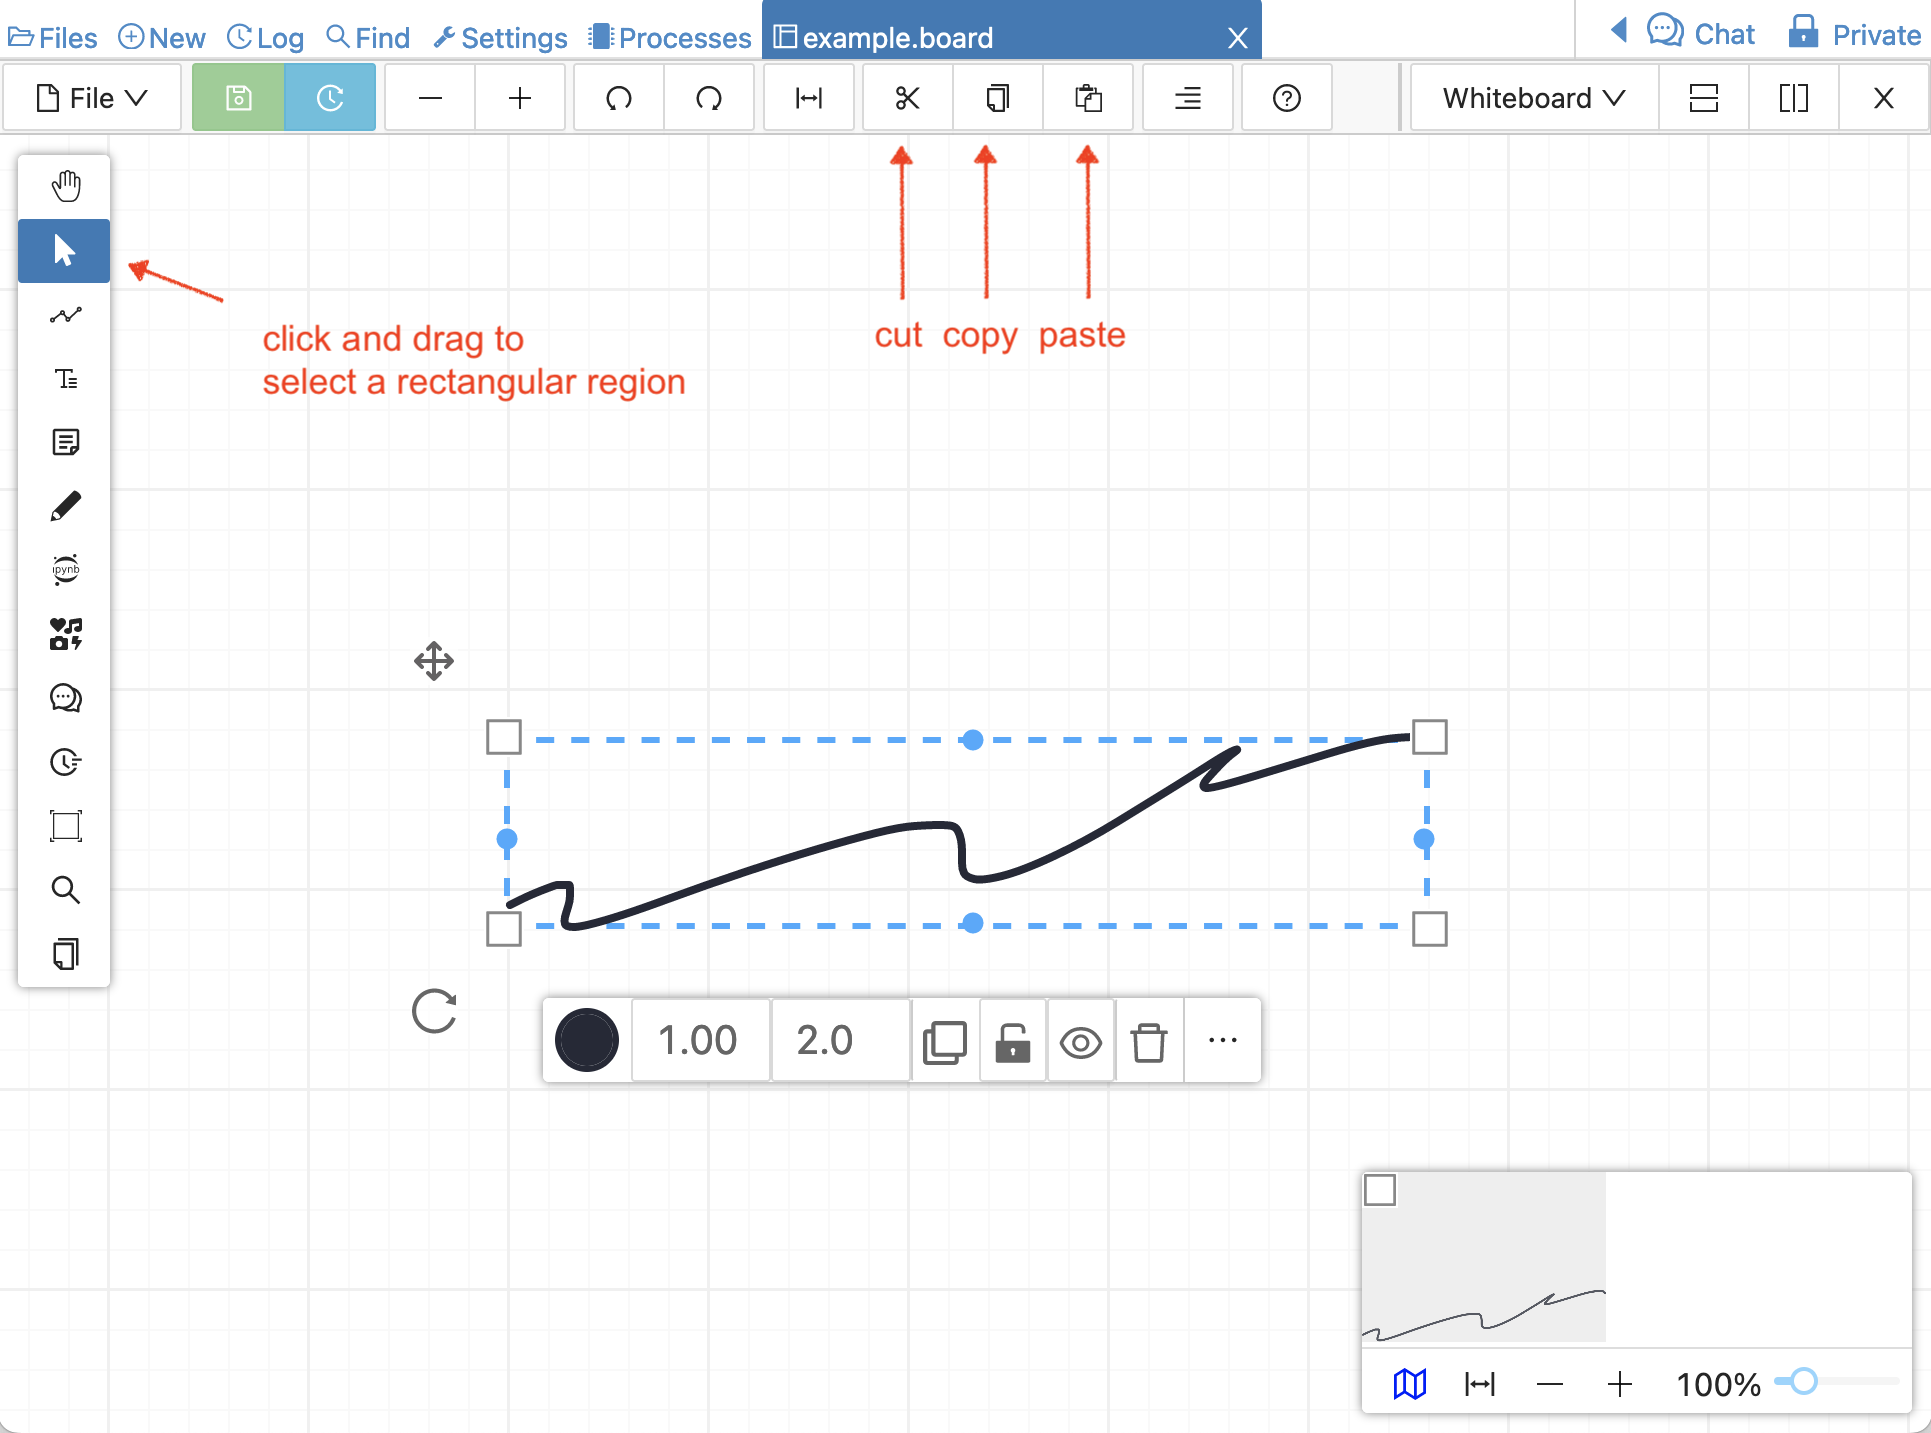 Files New Log Find Settings Processes example.board Chat Private
File Whiteboard
click and drag to
select a rectangular region
cut copy paste
ipynb
1.00 2.0
100%